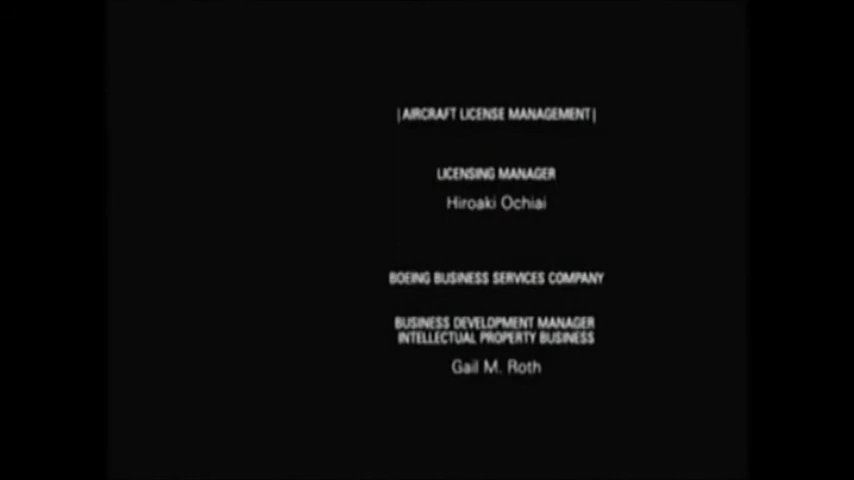 |AIRCRAFT LICENSE MANAGEMENT|
LICENSING MANAGER
Hiroaki Ochiai
BOEING BUSINESS SERVICES COMPANY
BUSINESS DEVELOPMENT MANAGER
INTELLECTUAL PROPERTY BUSINESS
Gail M. Roth